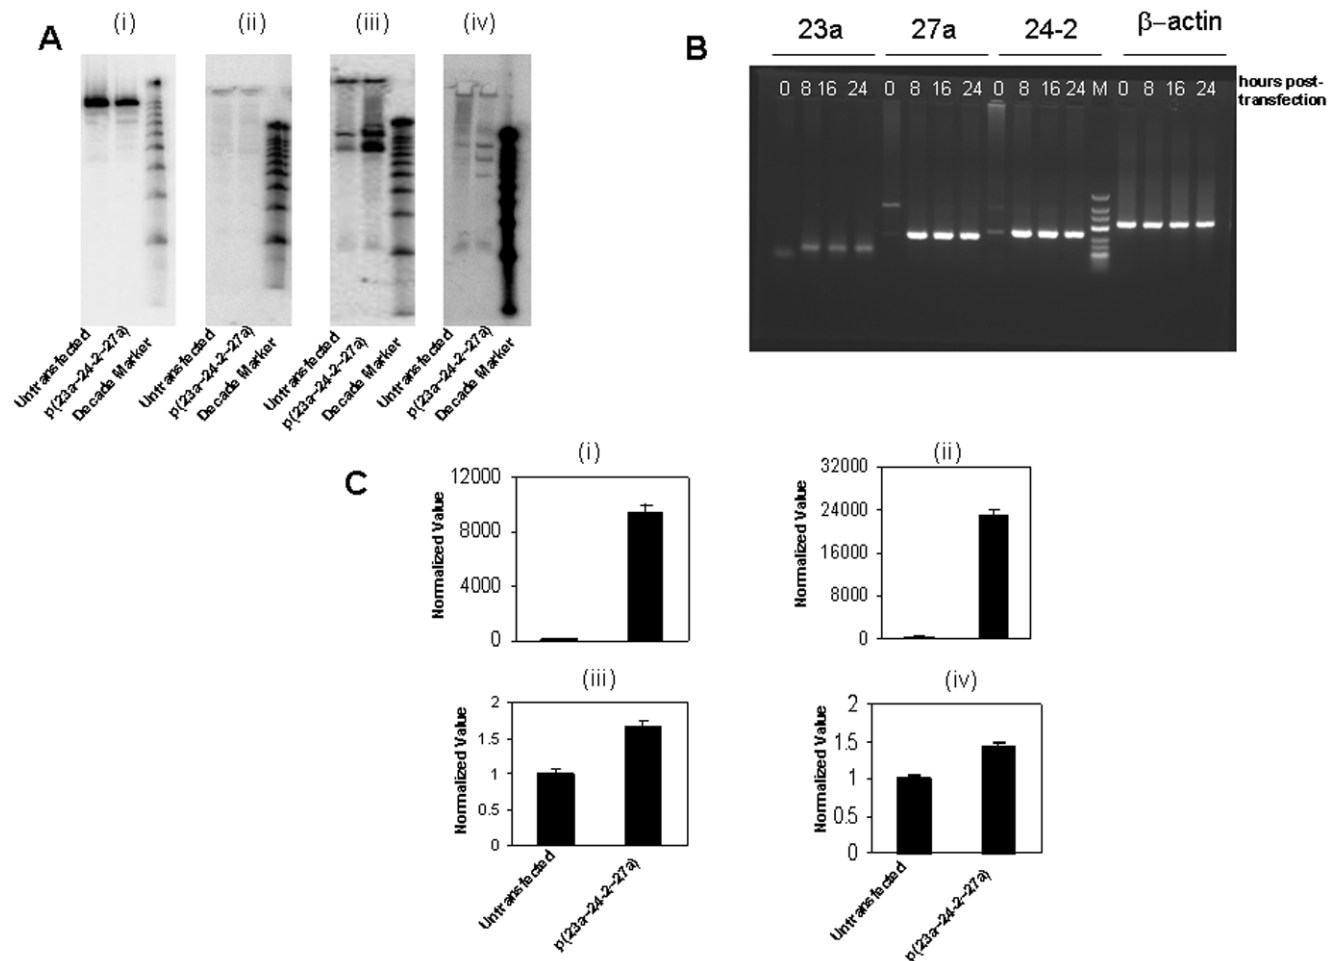 A
(i)
(ii)
(iii)
(iv)
Untransfected
p(23a~24-2~27a)
Decade Marker
Untransfected
p(23a~24-2~27a)
Decade Marker
Untransfected
p(23a~24-2~27a)
Decade Marker
Untransfected
p(23a~24-2~27a)
Decade Marker
B
23a 27a 24-2 β–actin
0 8 16 24 0 8 16 24 0 8 16 24 M 0 8 16 24
hours post-
transfection
C
(i)
Normalized Value
12000
8000
4000
0
(ii)
Normalized Value
32000
24000
16000
8000
0
(iii)
Normalized Value
2
1.5
1
0.5
0
Untransfected
p(23a~24-2~27a)
(iv)
Normalized Value
2
1.5
1
0.5
0
Untransfected
p(23a~24-2~27a)